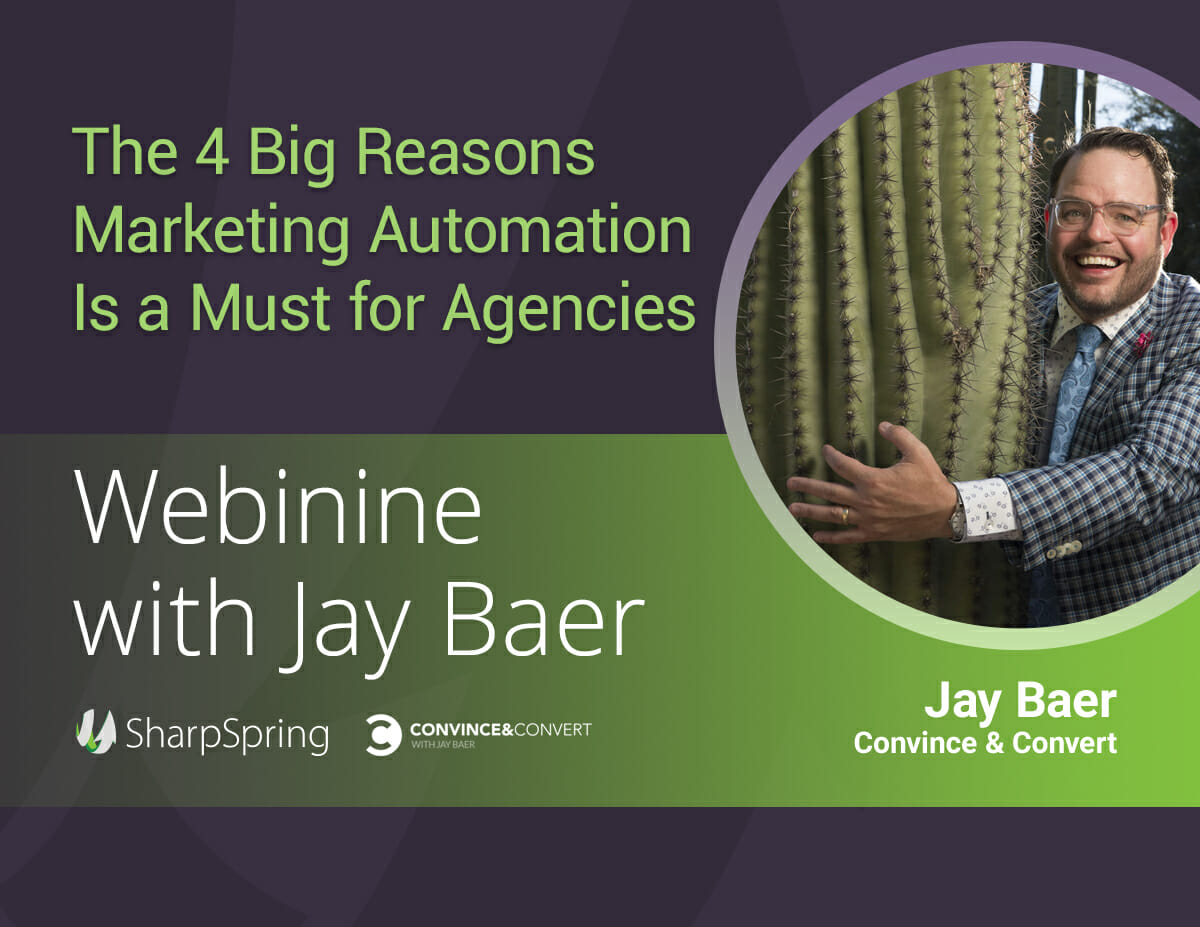 The 4 Big Reasons
Marketing Automation
Is a Must for Agencies
Webinine
with Jay Baer
SharpSpring
CONVINCE&CONVERT
WITH JAY BAER
Jay Baer
Convince & Convert